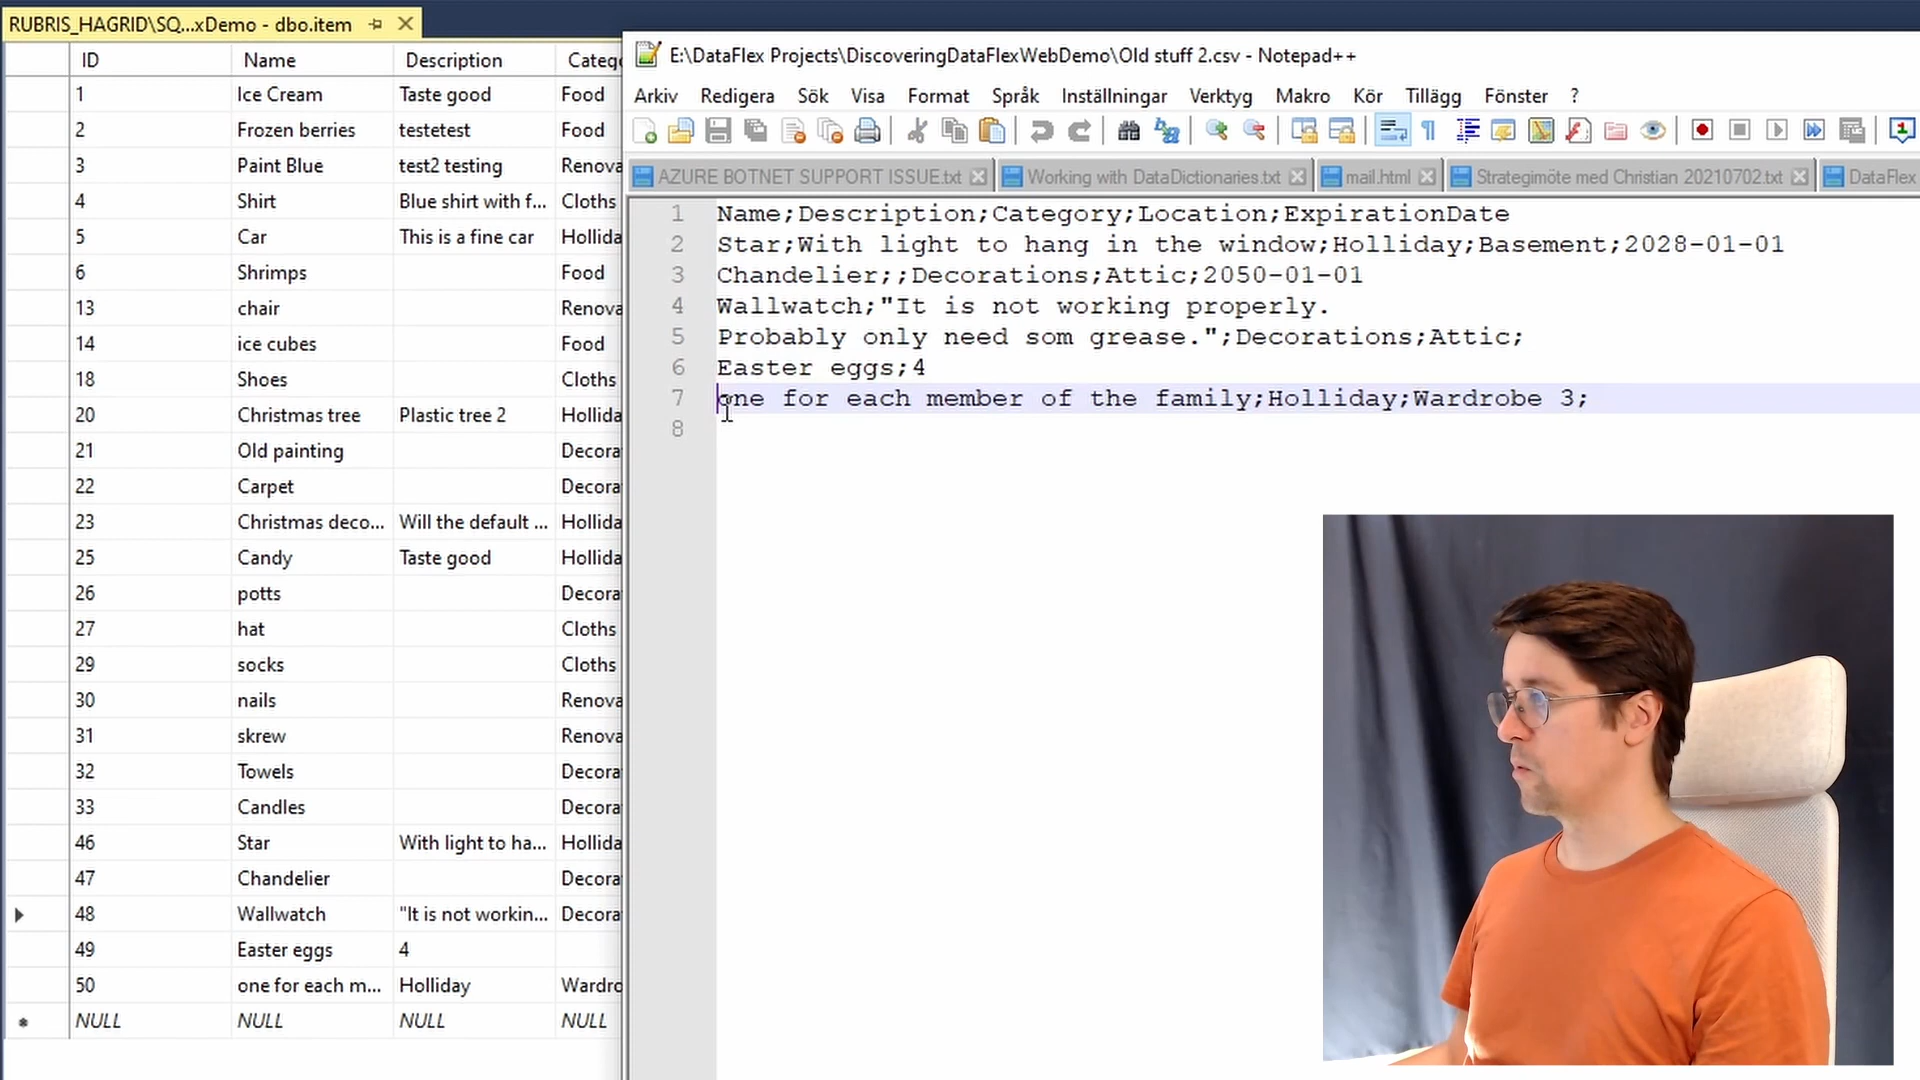 RUBRIS_HAGRID\SQ...xDemo - dbo.item
ID Name Description Catego
1 Ice Cream Taste good Food
2 Frozen berries testetest Food
3 Paint Blue test2 testing Renova
4 Shirt Blue shirt with f... Cloths
5 Car This is a fine car Hollida
6 Shrimps Food
13 chair Renova
14 ice cubes Food
18 Shoes Cloths
20 Christmas tree Plastic tree 2 Hollida
21 Old painting Decora
22 Carpet Decora
23 Christmas deco... Will the default ... Hollida
25 Candy Taste good Hollida
26 potts Decora
27 hat Cloths
29 socks Cloths
30 nails Renova
31 skrew Renova
32 Towels Decora
33 Candles Decora
46 Star With light to ha... Hollida
47 Chandelier Decora
48 Wallwatch "It is not workin... Decora
49 Easter eggs 4
50 one for each m... Holliday Wardro
NULL NULL NULL NULL
E:\DataFlex Projects\DiscoveringDataFlexWebDemo\Old stuff 2.csv - Notepad++
Arkiv Redigera Sök Visa Format Språk Inställningar Verktyg Makro Kör Tillägg Fönster ?
AZURE BOTNET SUPPORT ISSUE.txt Working with DataDictionaries.txt mail.html Strategimöte med Christian 20210702.txt DataFlex
1 Name;Description;Category;Location;ExpirationDate
2 Star;With light to hang in the window;Holliday;Basement;2028-01-01
3 Chandelier;;Decorations;Attic;2050-01-01
4 Wallwatch;"It is not working properly.
5 Probably only need som grease.";Decorations;Attic;
6 Easter eggs;4
7 one for each member of the family;Holliday;Wardrobe 3;
8